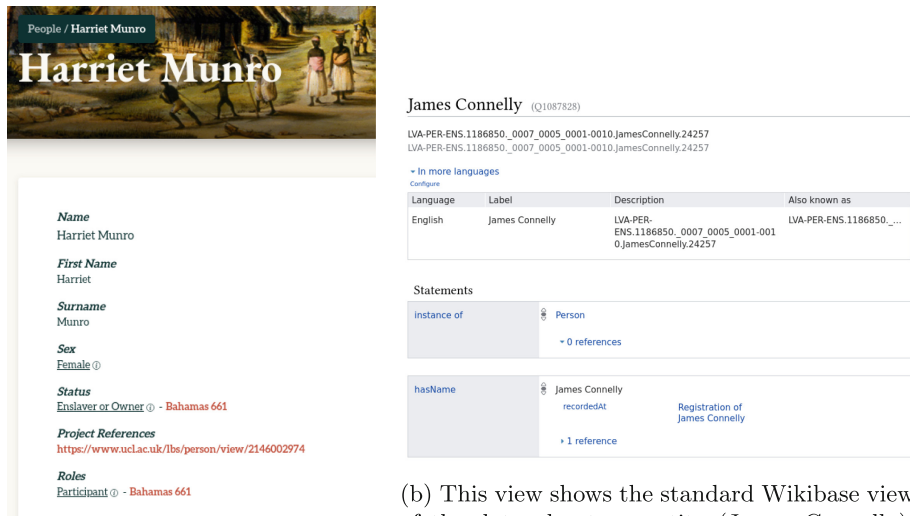 People / Harriet Munro
Harriet Munro
Name
Harriet Munro
First Name
Harriet
Surname
Munro
Sex
Female
Status
Enslaver or Owner - Bahamas 661
Project References
https://www.ucl.ac.uk/lbs/person/view/2146002974
Roles
Participant - Bahamas 661
James Connelly (Q1087828)
LVA-PER-ENS.1186850._0007_0005_0001-0010.JamesConnelly.24257
LVA-PER-ENS.1186850._0007_0005_0001-0010.JamesConnelly.24257
In more languages
Configure
Language Label Description Also known as
English James Connelly LVA-PER- LVA-PER-ENS.1186850._...
ENS.1186850._0007_0005_0001-001
0.JamesConnelly.24257
Statements
instance of Person
0 references
hasName James Connelly
recordedAt Registration of
James Connelly
1 reference
(b) This view shows the standard Wikibase view